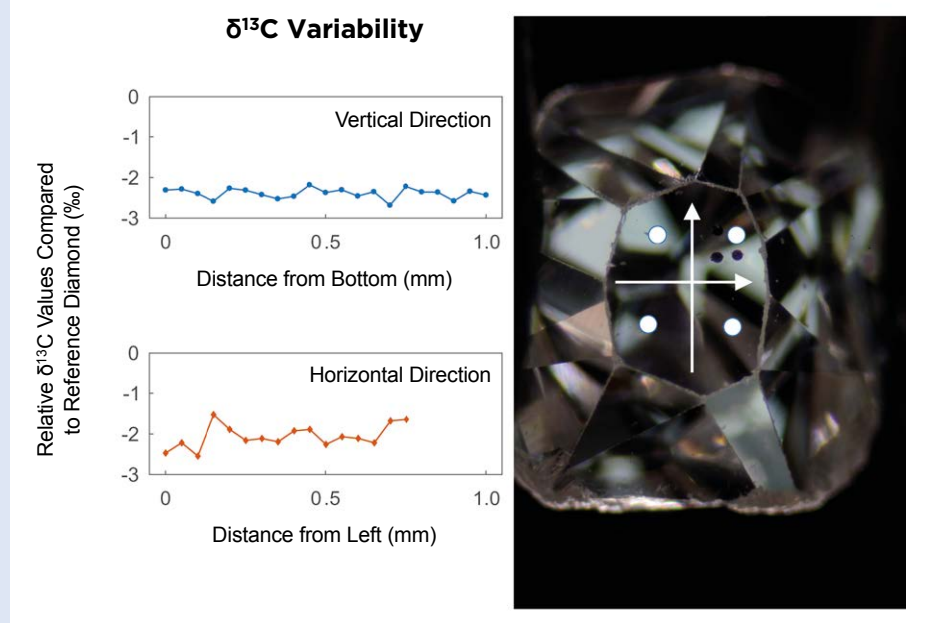 δ¹³C Variability
Relative δ¹³C Values Compared
to Reference Diamond (‰)
0
-1
-2
-3
Vertical Direction
0
0.5
1.0
Distance from Bottom (mm)
0
-1
-2
-3
Horizontal Direction
0
0.5
1.0
Distance from Left (mm)